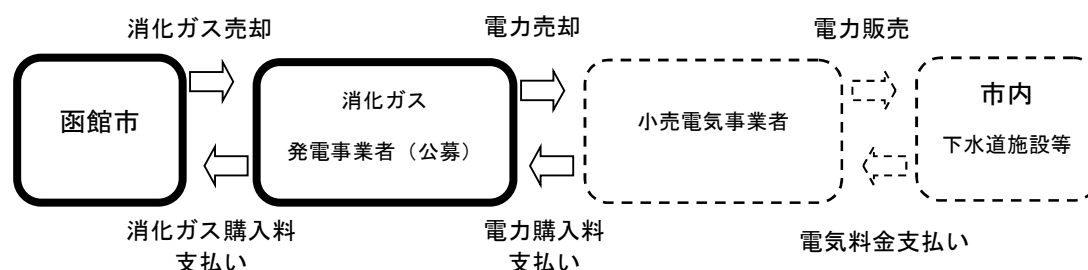 消化ガス売却
電力売却
電力販売
函館市
消化ガス
発電事業者（公募）
小売電気事業者
市内
下水道施設等
消化ガス購入料
支払い
電力購入料
支払い
電気料金支払い